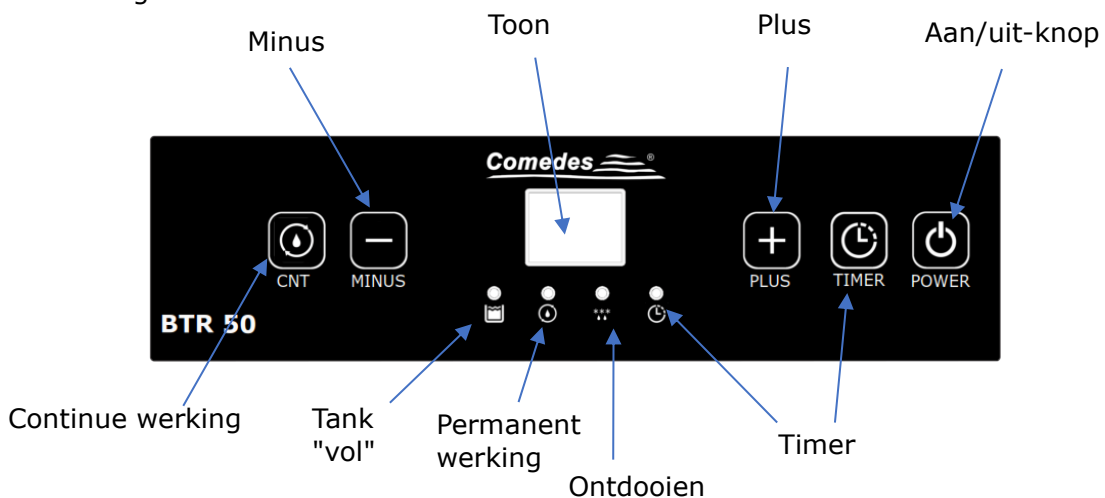 Minus
Toon
Plus
Aan/uit-knop
Comedes®
CNT
MINUS
PLUS
TIMER
POWER
BTR 50
Continue werking
Tank
"vol"
Permanent
werking
Timer
Ontdooien